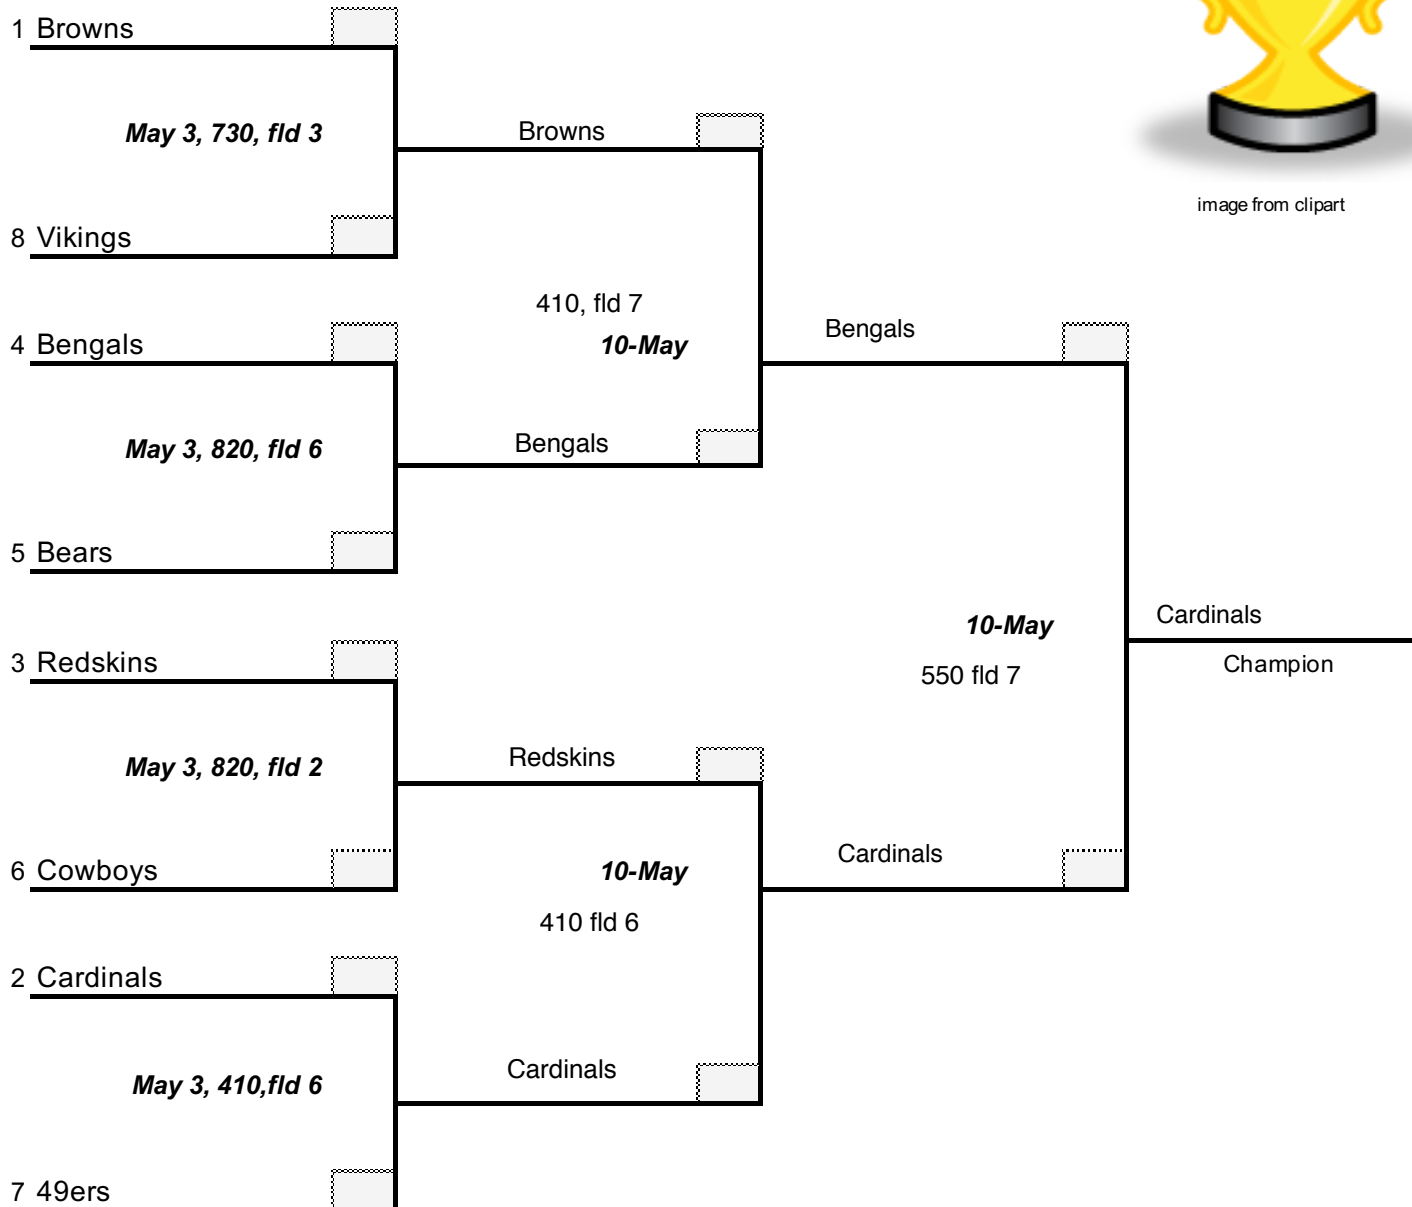 1 Browns
May 3, 730, fld 3
Browns
image from clipart
8 Vikings
410, fld 7
4 Bengals
10-May
Bengals
May 3, 820, fld 6
Bengals
5 Bears
10-May
Cardinals
3 Redskins
550 fld 7
Champion
May 3, 820, fld 2
Redskins
6 Cowboys
10-May
Cardinals
410 fld 6
2 Cardinals
May 3, 410,fld 6
Cardinals
7 49ers